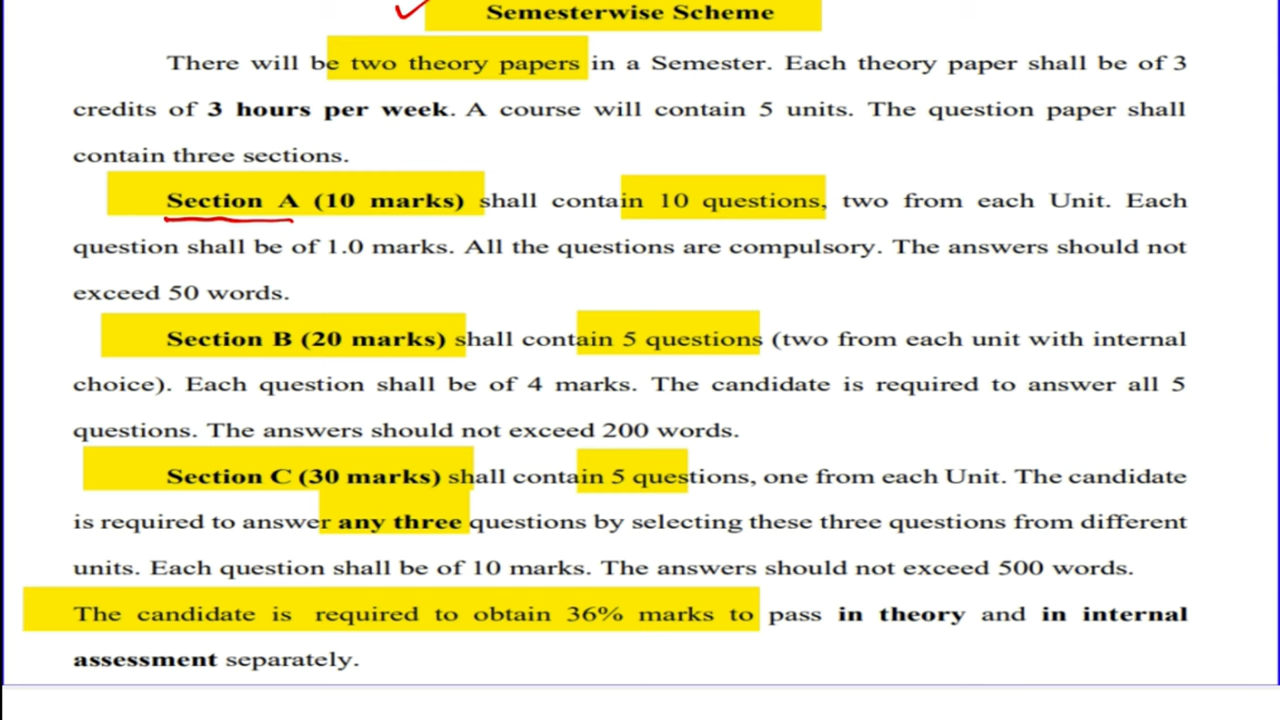 Semesterwise Scheme
There will be two theory papers in a Semester. Each theory paper shall be of 3
credits of 3 hours per week. A course will contain 5 units. The question paper shall
contain three sections.
Section A (10 marks) shall contain 10 questions, two from each Unit. Each
question shall be of 1.0 marks. All the questions are compulsory. The answers should not
exceed 50 words.
Section B (20 marks) shall contain 5 questions (two from each unit with internal
choice). Each question shall be of 4 marks. The candidate is required to answer all 5
questions. The answers should not exceed 200 words.
Section C (30 marks) shall contain 5 questions, one from each Unit. The candidate
is required to answer any three questions by selecting these three questions from different
units. Each question shall be of 10 marks. The answers should not exceed 500 words.
The candidate is required to obtain 36% marks to pass in theory and in internal
assessment separately.